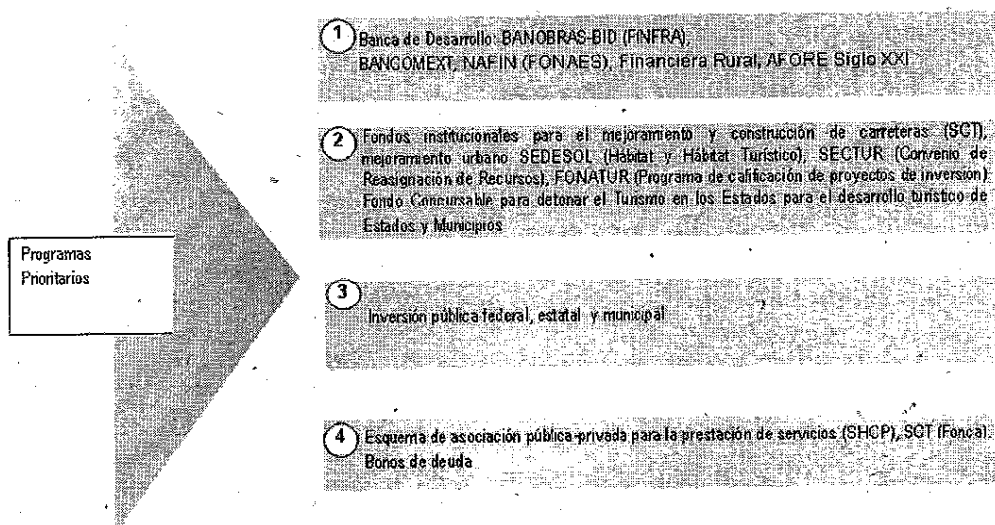 1
Banca de Desarrollo: BANOBRAS-BID (FINFRA),
BANCOMEXT, NAFIN (FONAES), Financiera Rural, AFORE Siglo XXI
2
Fondos institucionales para el mejoramiento y construcción de carreteras (SCT),
mejoramiento urbano SEDESOL (Hábitat y Hábitat Turístico), SECTUR (Convenio de
Reasignación de Recursos), FONATUR (Programa de calificación de proyectos de inversión)
Fondo Concursable para detonar el Turismo en los Estados para el desarrollo turístico de
Estados y Municipios
Programas
Prioritarios
3
Inversión pública federal, estatal y municipal
4
Esquema de asociación pública-privada para la prestación de servicios (SHCP), SCT (Fonca).
Bonos de deuda